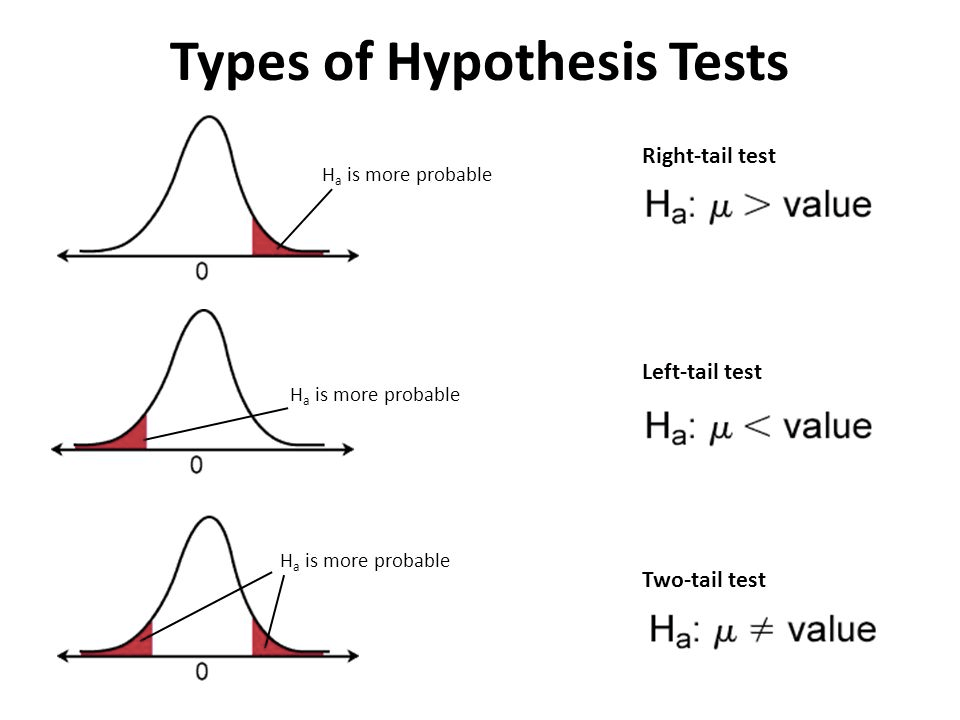 Types of Hypothesis Tests
Hₐ is more probable
0
Right-tail test
Hₐ: μ > value
Hₐ is more probable
0
Left-tail test
Hₐ: μ < value
Hₐ is more probable
0
Two-tail test
Hₐ: μ ≠ value